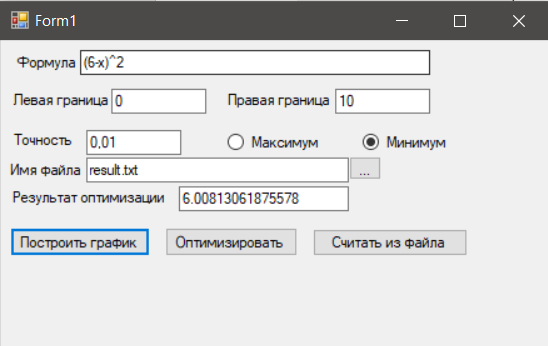 Form1
Формула (6-x)^2
Левая граница 0 Правая граница 10
Точность 0,01 Максимум Минимум
Имя файла result.txt ...
Результат оптимизации 6.00813061875578
Построить график Оптимизировать Считать из файла